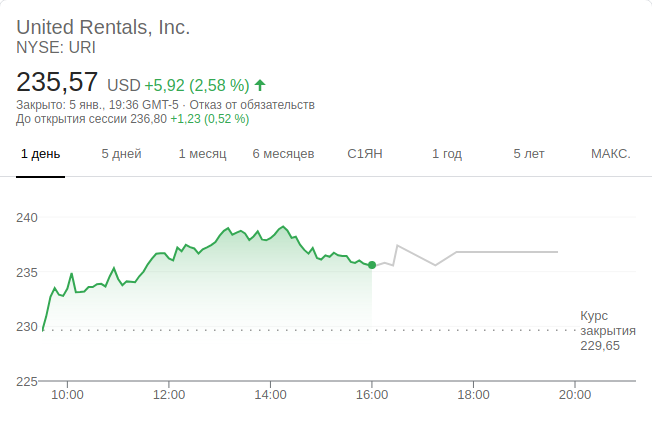 United Rentals, Inc.
NYSE: URI
235,57 USD +5,92 (2,58 %)
Закрыто: 5 янв., 19:36 GMT-5 · Отказ от обязательств
До открытия сессии 236,80 +1,23 (0,52 %)
1 день 5 дней 1 месяц 6 месяцев С1ЯН 1 год 5 лет МАКС.
240
235
230
225
Курс
закрытия
229,65
10:00 12:00 14:00 16:00 18:00 20:00